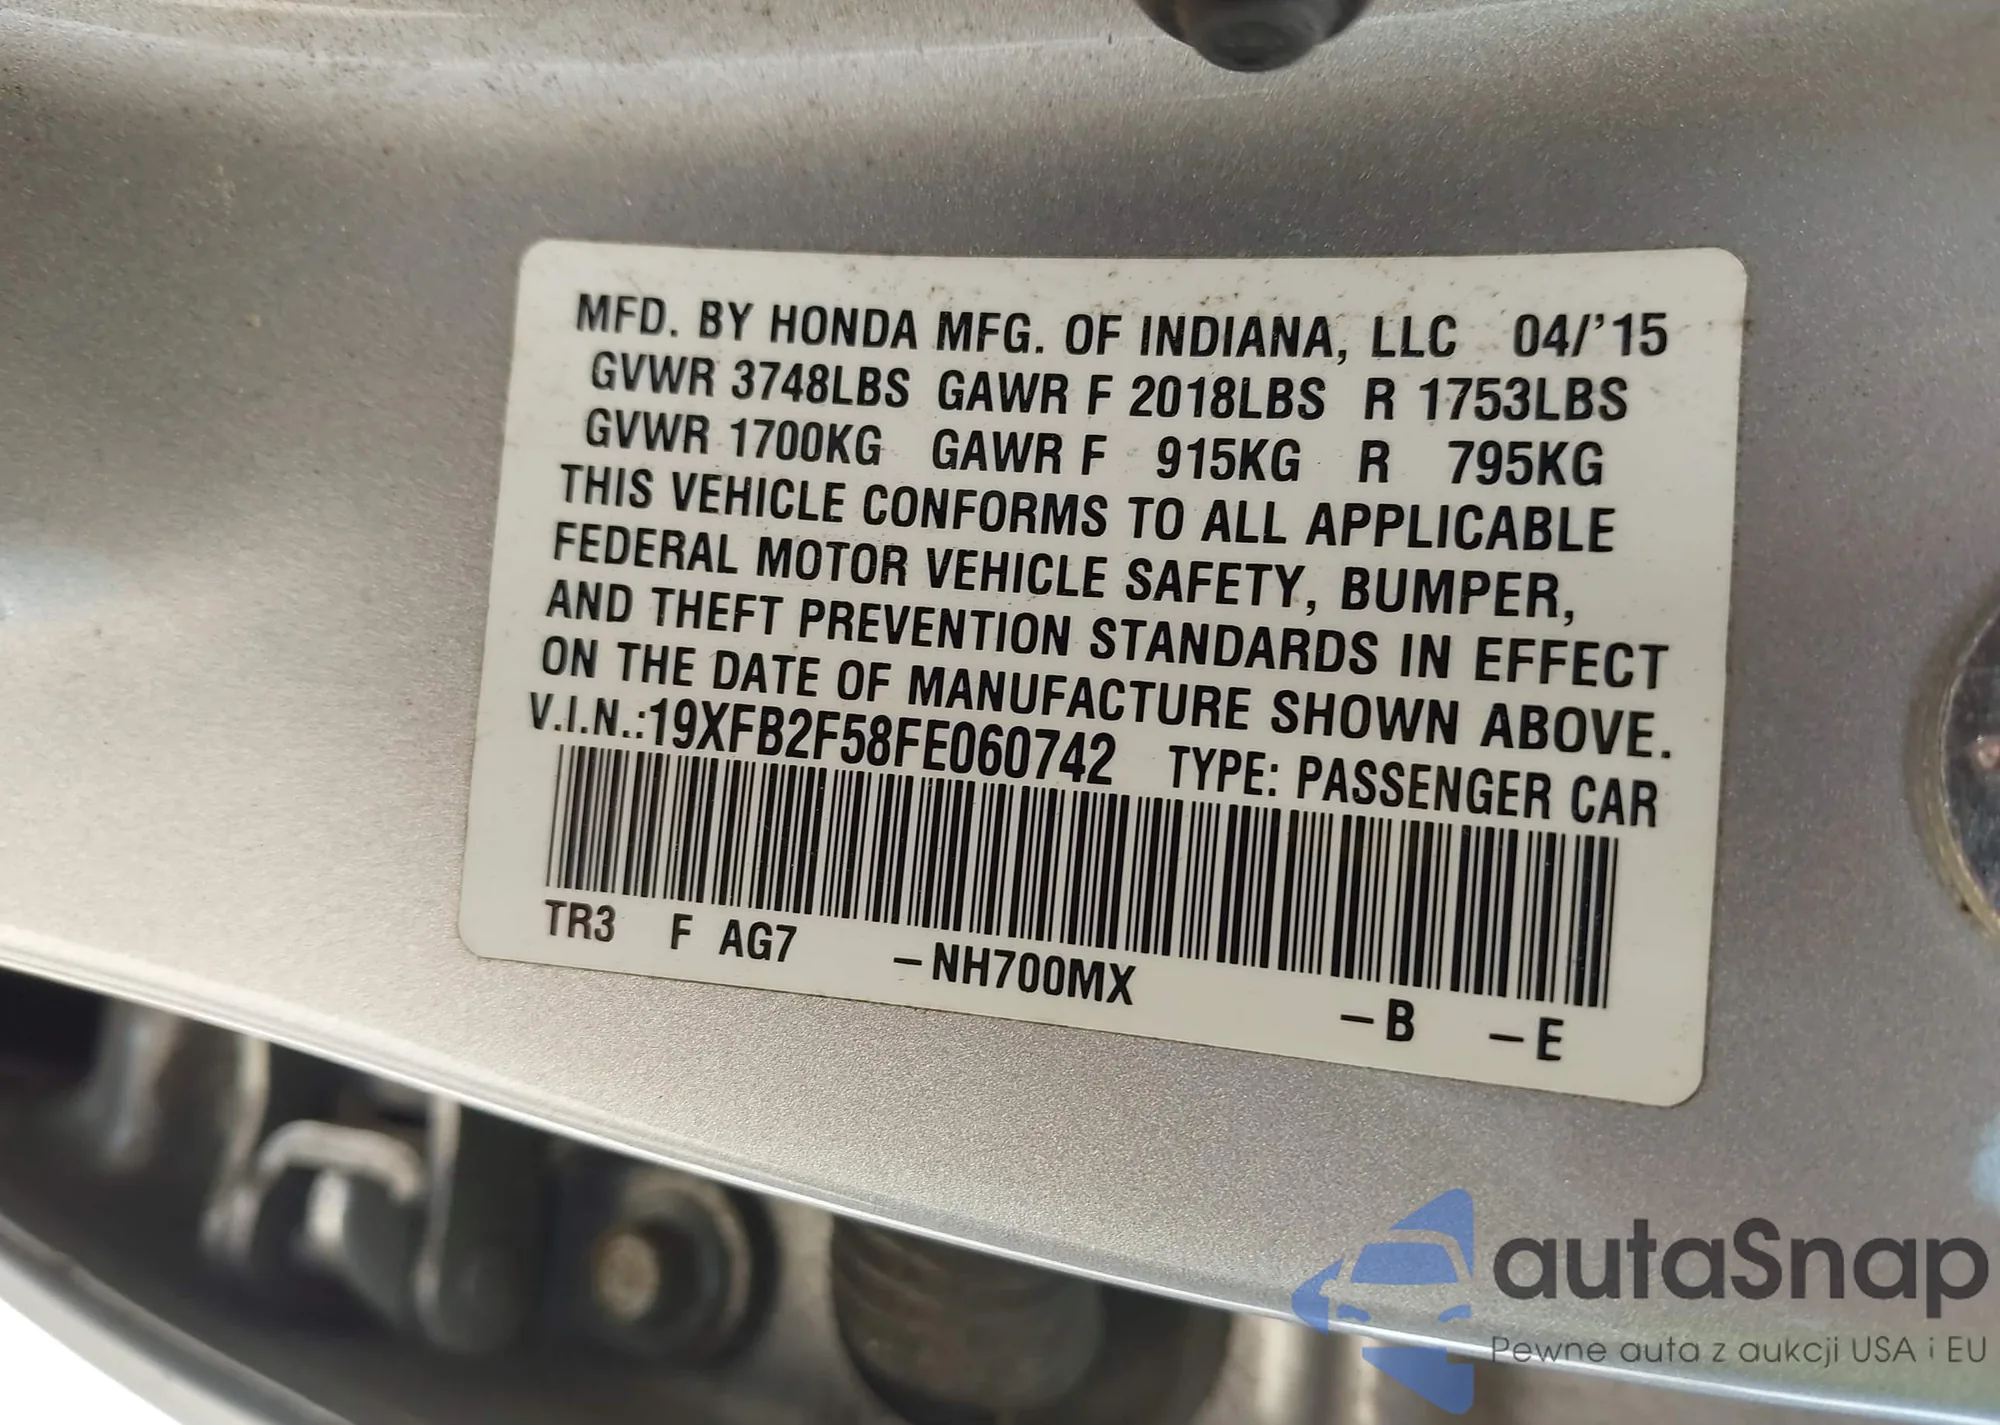 MFD. BY HONDA MFG. OF INDIANA, LLC 04/'15
GVWR 3748LBS GAWR F 2018LBS R 1753LBS
GVWR 1700KG GAWR F 915KG R 795KG
THIS VEHICLE CONFORMS TO ALL APPLICABLE
FEDERAL MOTOR VEHICLE SAFETY, BUMPER,
AND THEFT PREVENTION STANDARDS IN EFFECT
ON THE DATE OF MANUFACTURE SHOWN ABOVE.
V.I.N.:19XFB2F58FE060742 TYPE: PASSENGER CAR
TR3 F AG7 –NH700MX –B –E
autaSnap
Pewne auta z aukcji USA i EU